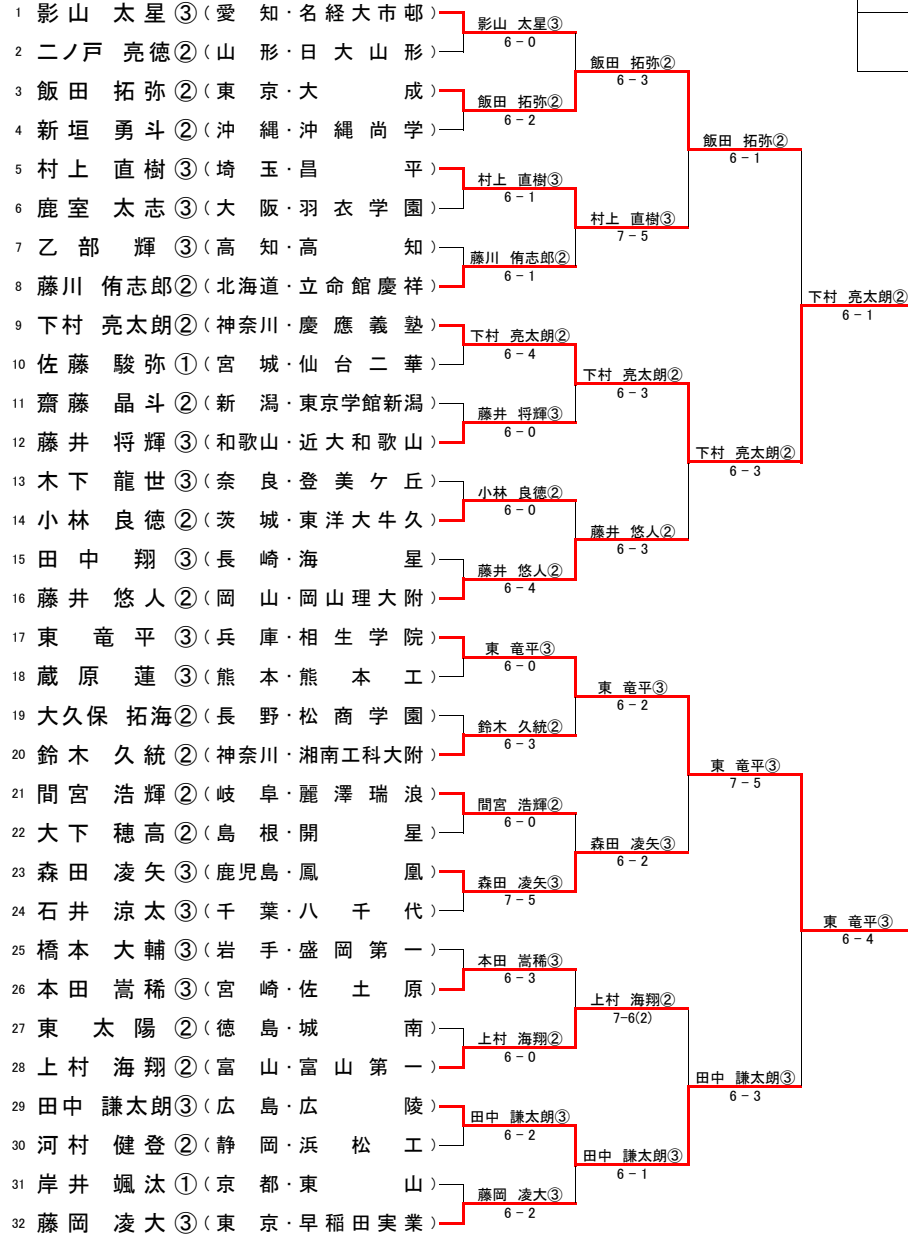 1 影山 太星③(愛 知・名経大市邨)
影山 太星③
6-0
2 二ノ戸 亮徳②(山 形・日大山形)
飯田 拓弥②
6-3
3 飯田 拓弥②(東 京・大 成)
飯田 拓弥②
6-2
4 新垣 勇斗②(沖 縄・沖縄尚学)
飯田 拓弥②
6-1
5 村上 直樹③(埼 玉・昌 平)
村上 直樹③
6-1
6 鹿室 太志③(大 阪・羽衣学園)
村上 直樹③
7-5
7 乙部 輝③(高 知・高 知)
藤川 侑志郎②
6-1
8 藤川 侑志郎②(北海道・立命館慶祥)
下村 亮太朗②
6-1
9 下村 亮太朗②(神奈川・慶應義塾)
下村 亮太朗②
6-4
10 佐藤 駿弥①(宮 城・仙台二華)
下村 亮太朗②
6-3
11 齋藤 晶斗②(新 潟・東京学館新潟)
藤井 将輝③
6-0
12 藤井 将輝③(和歌山・近大和歌山)
下村 亮太朗②
6-3
13 木下 龍世③(奈 良・登美ケ丘)
小林 良徳②
6-0
14 小林 良徳②(茨 城・東洋大牛久)
藤井 悠人②
6-3
15 田中 翔③(長 崎・海 星)
藤井 悠人②
6-4
16 藤井 悠人②(岡 山・岡山理大附)
17 東 竜平③(兵 庫・相生学院)
東 竜平③
6-0
18 蔵原 蓮③(熊 本・熊 本 工)
東 竜平③
6-2
19 大久保 拓海②(長 野・松商学園)
鈴木 久統②
6-3
20 鈴木 久統②(神奈川・湘南工科大附)
東 竜平③
7-5
21 間宮 浩輝②(岐 阜・麗澤瑞浪)
間宮 浩輝②
6-0
22 大下 穂高②(島 根・開 星)
森田 凌矢③
6-2
23 森田 凌矢③(鹿児島・鳳 凰)
森田 凌矢③
7-5
24 石井 涼太③(千 葉・八 千 代)
東 竜平③
6-4
25 橋本 大輔③(岩 手・盛岡第一)
本田 嵩稀③
6-3
26 本田 嵩稀③(宮 崎・佐 土 原)
上村 海翔②
7-6(2)
27 東 太陽②(徳 島・城 南)
上村 海翔②
6-0
28 上村 海翔②(富 山・富山第一)
田中 謙太朗③
6-3
29 田中 謙太朗③(広 島・広 陵)
田中 謙太朗③
6-2
30 河村 健登②(静 岡・浜 松 工)
田中 謙太朗③
6-1
31 岸井 颯汰①(京 都・東 山)
藤岡 凌大③
6-2
32 藤岡 凌大③(東 京・早稲田実業)